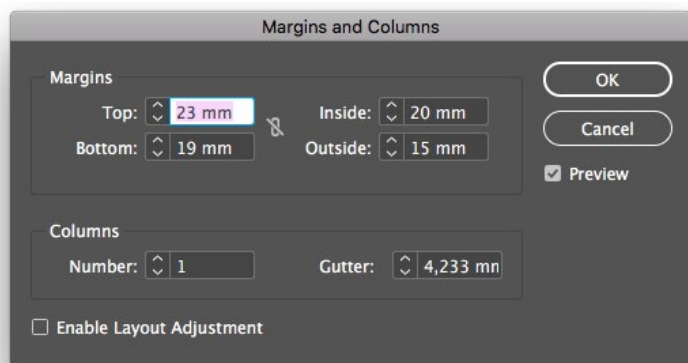 Margins and Columns
Margins
Top: 23 mm
Inside: 20 mm
Bottom: 19 mm
Outside: 15 mm
Columns
Number: 1
Gutter: 4,233 mm
OK
Cancel
Preview
Enable Layout Adjustment